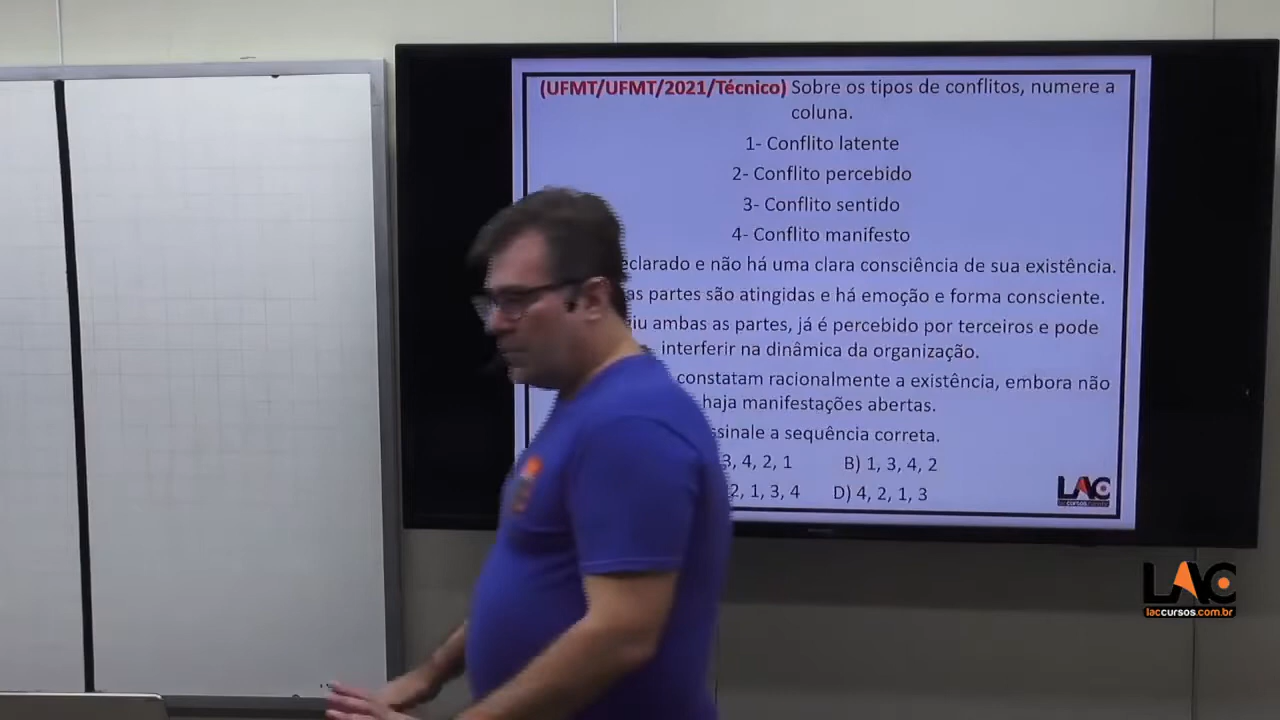 (UFMT/UFMT/2021/Técnico) Sobre os tipos de conflitos, numere a
coluna.
1- Conflito latente
2- Conflito percebido
3- Conflito sentido
4- Conflito manifesto
e não há uma clara consciência de sua existência.
as partes são atingidas e há emoção e forma consciente.
ambas as partes, já é percebido por terceiros e pode
interferir na dinâmica da organização.
constatam racionalmente a existência, embora não
haja manifestações abertas.
a sequência correta.
3, 4, 2, 1 B) 1, 3, 4, 2
2, 1, 3, 4 D) 4, 2, 1, 3
LAC
laccursos.com.br
LAC
laccursos.com.br